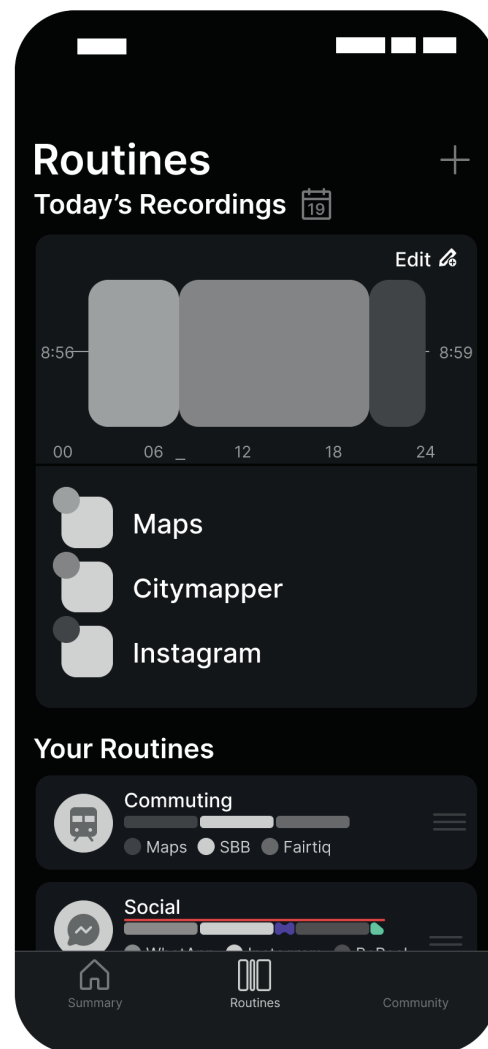 Routines
Today's Recordings 19
Edit
8:56 8:59
00 06 _ 12 18 24
Maps
Citymapper
Instagram
Your Routines
Commuting
Maps SBB Fairtiq
Social
Summary Routines Community